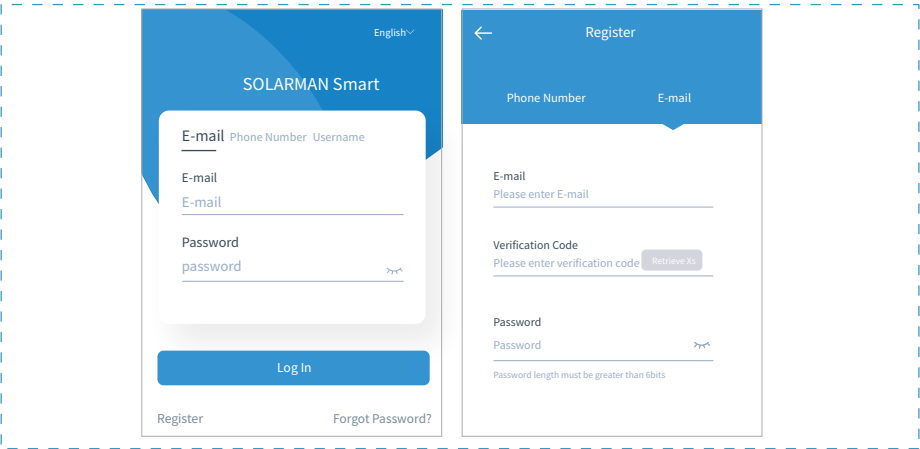 English
SOLARMAN Smart
E-mail Phone Number Username
E-mail
E-mail
Password
password
Log In
Register Forgot Password?
Register
Phone Number E-mail
E-mail
Please enter E-mail
Verification Code
Please enter verification code Retrieve Xs
Password
Password
Password length must be greater than 6bits